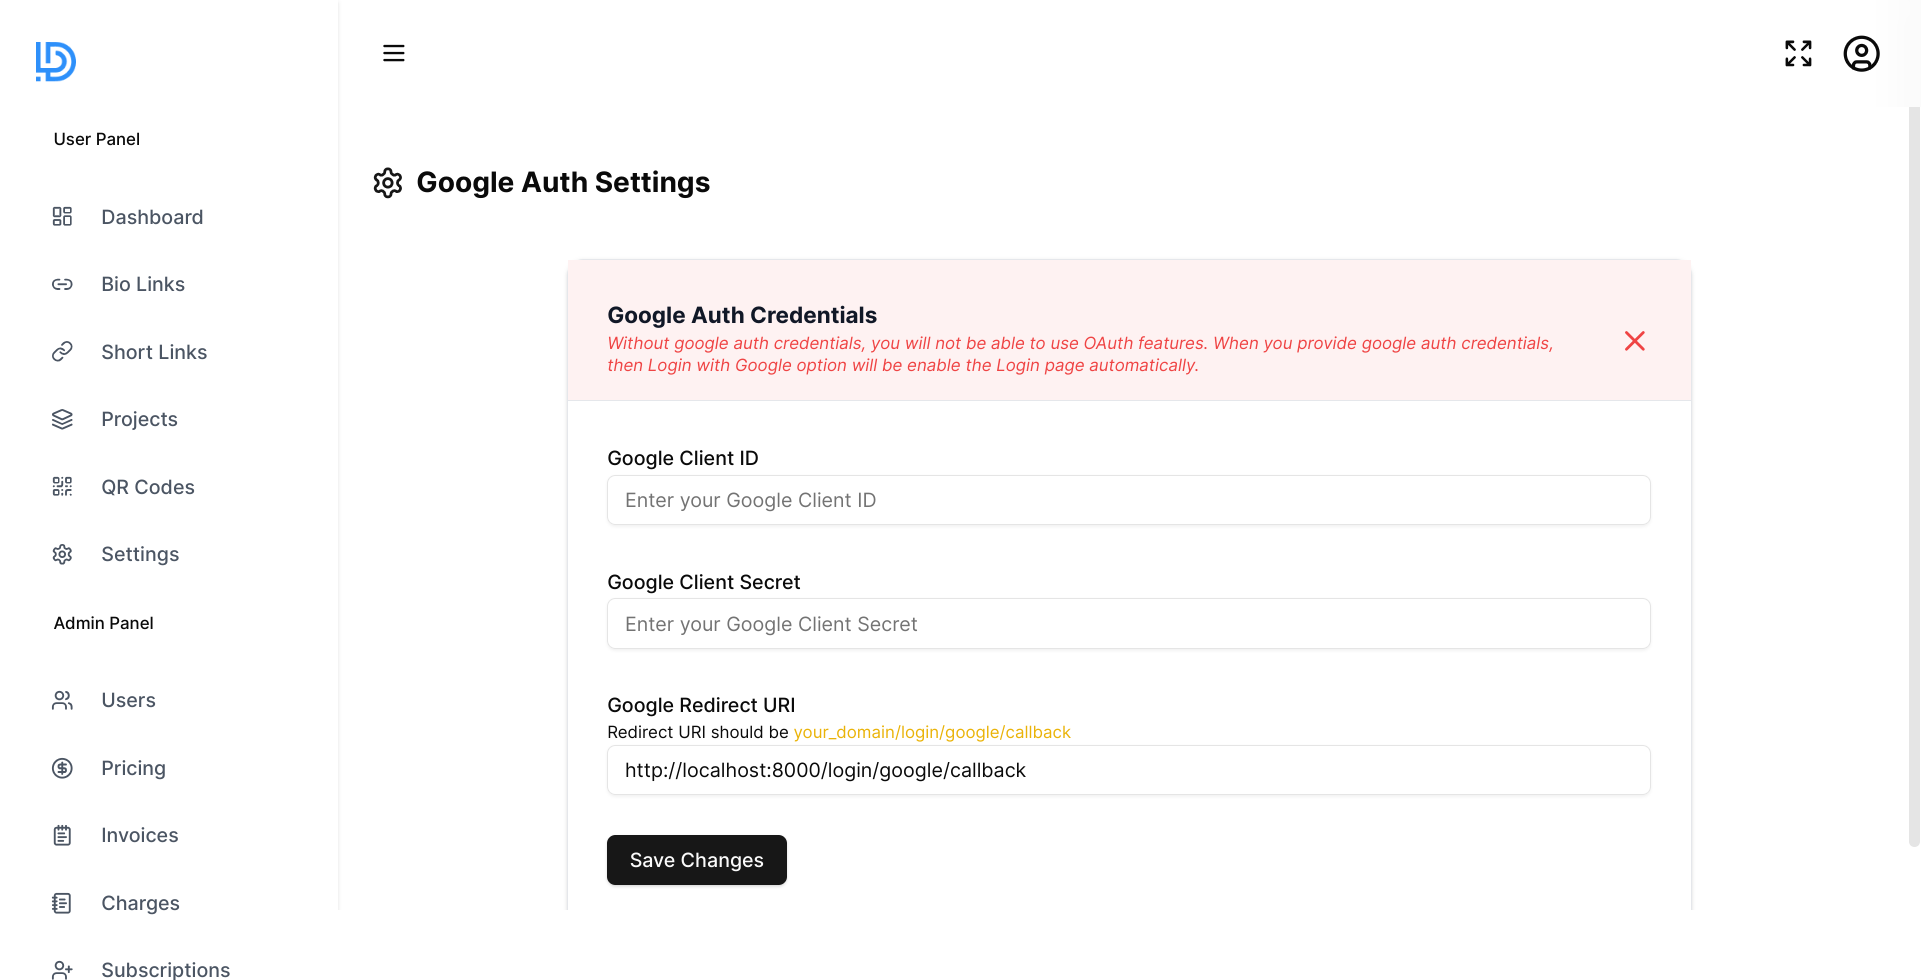 User Panel
Dashboard
Bio Links
Short Links
Projects
QR Codes
Settings
Admin Panel
Users
Pricing
Invoices
Charges
Subscriptions
Google Auth Settings
Google Auth Credentials
Without google auth credentials, you will not be able to use OAuth features. When you provide google auth credentials,
then Login with Google option will be enable the Login page automatically.
Google Client ID
Enter your Google Client ID
Google Client Secret
Enter your Google Client Secret
Google Redirect URI
Redirect URI should be your_domain/login/google/callback
http://localhost:8000/login/google/callback
Save Changes